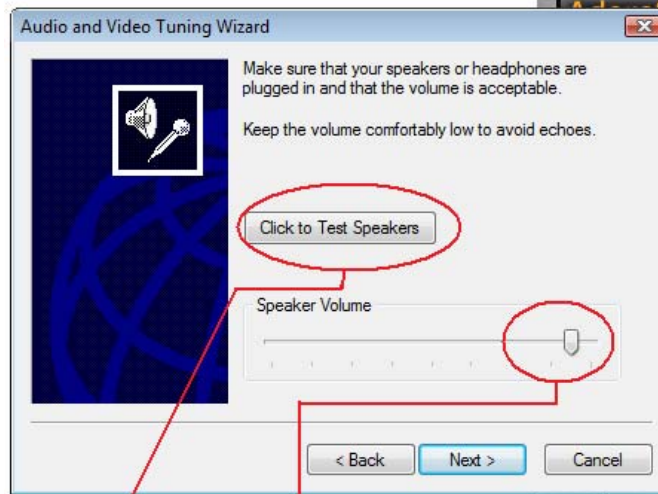 Audio and Video Tuning Wizard
Make sure that your speakers or headphones are
plugged in and that the volume is acceptable.
Keep the volume comfortably low to avoid echoes.
Click to Test Speakers
Speaker Volume
< Back
Next >
Cancel